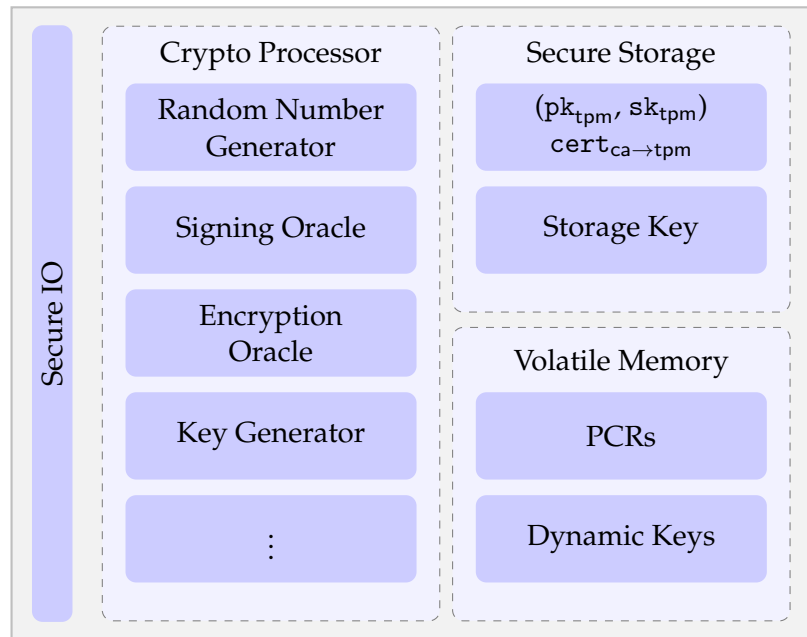 Secure IO
Crypto Processor
Random Number
Generator
Signing Oracle
Encryption
Oracle
Key Generator
⋮
Secure Storage
(pk_tpm, sk_tpm)
cert_ca→tpm
Storage Key
Volatile Memory
PCRs
Dynamic Keys